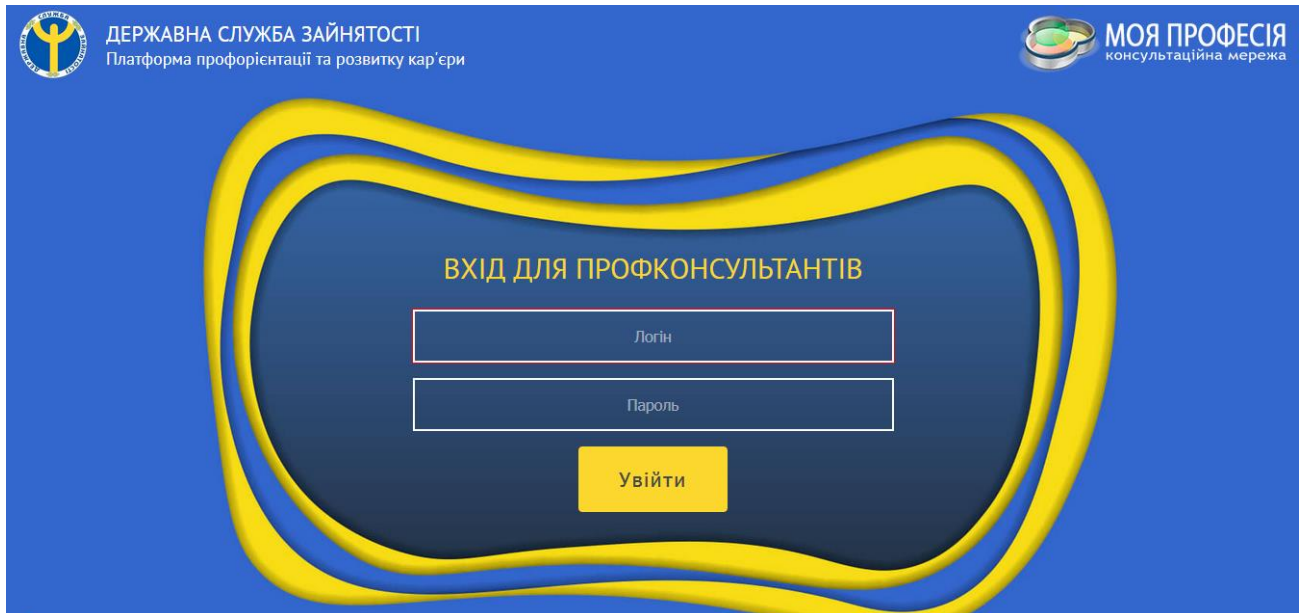 ДЕРЖАВНА СЛУЖБА ЗАЙНЯТОСТІ
Платформа профорієнтації та розвитку кар'єри
МОЯ ПРОФЕСІЯ
консультаційна мережа
ВХІД ДЛЯ ПРОФКОНСУЛЬТАНТІВ
Логін
Пароль
Увійти